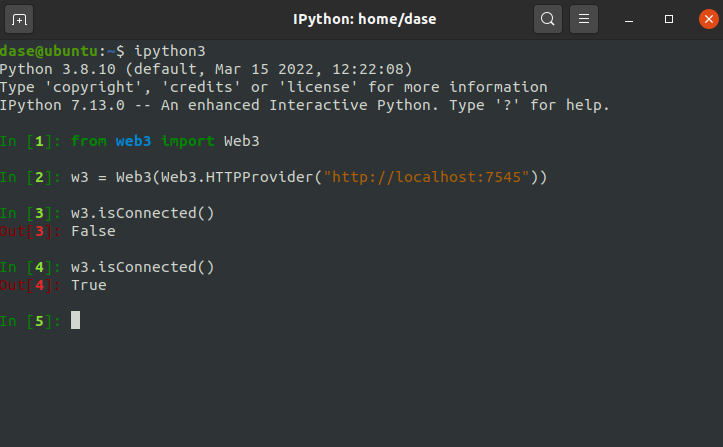 IPython: home/dase
dase@ubuntu:~$ ipython3
Python 3.8.10 (default, Mar 15 2022, 12:22:08)
Type 'copyright', 'credits' or 'license' for more information
IPython 7.13.0 -- An enhanced Interactive Python. Type '?' for help.
In [1]: from web3 import Web3
In [2]: w3 = Web3(Web3.HTTPProvider("http://localhost:7545"))
In [3]: w3.isConnected()
Out[3]: False
In [4]: w3.isConnected()
Out[4]: True
In [5]: